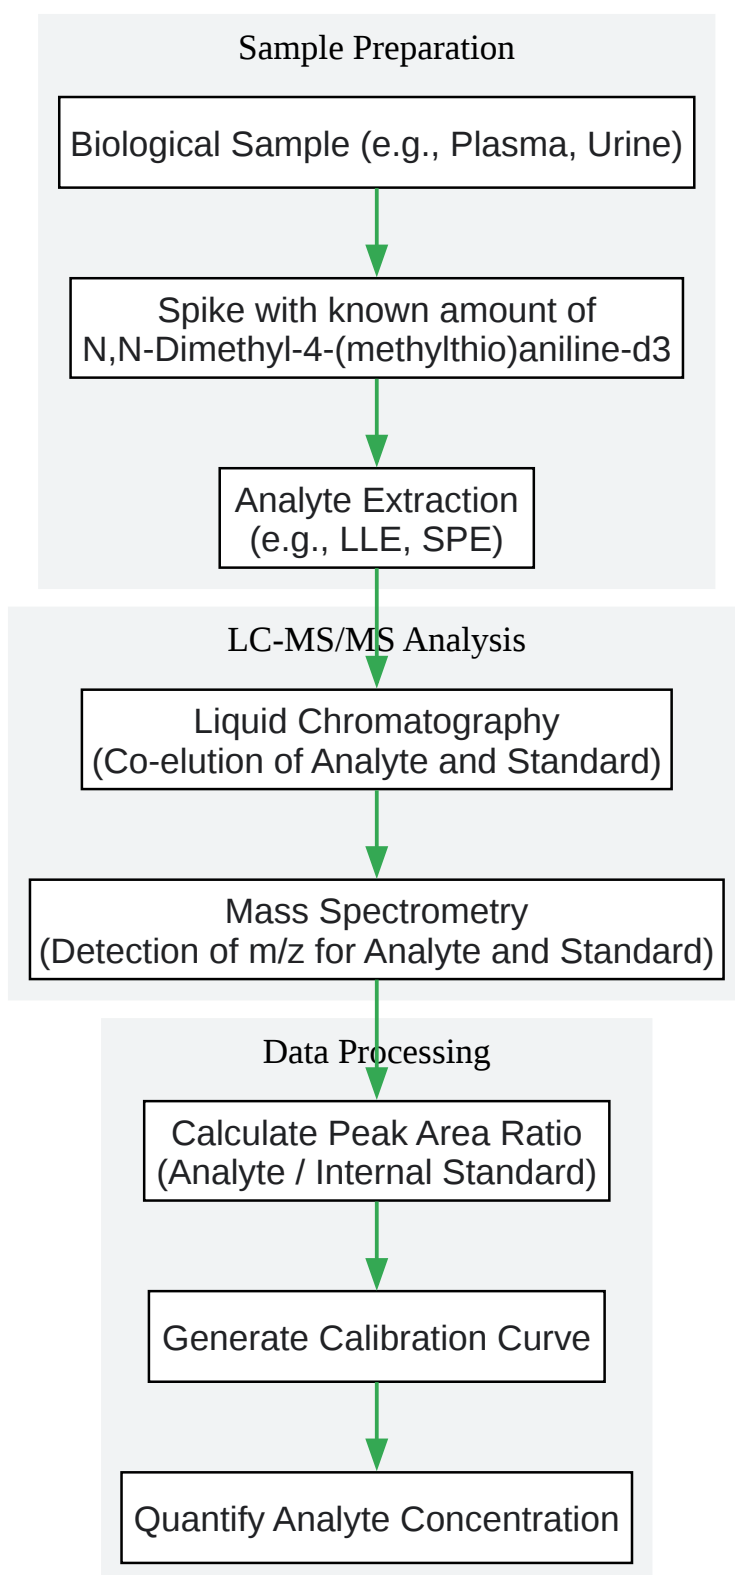 Sample Preparation
Biological Sample (e.g., Plasma, Urine)
Spike with known amount of
N,N-Dimethyl-4-(methylthio)aniline-d3
Analyte Extraction
(e.g., LLE, SPE)
LC-MS/MS Analysis
Liquid Chromatography
(Co-elution of Analyte and Standard)
Mass Spectrometry
(Detection of m/z for Analyte and Standard)
Data Processing
Calculate Peak Area Ratio
(Analyte / Internal Standard)
Generate Calibration Curve
Quantify Analyte Concentration